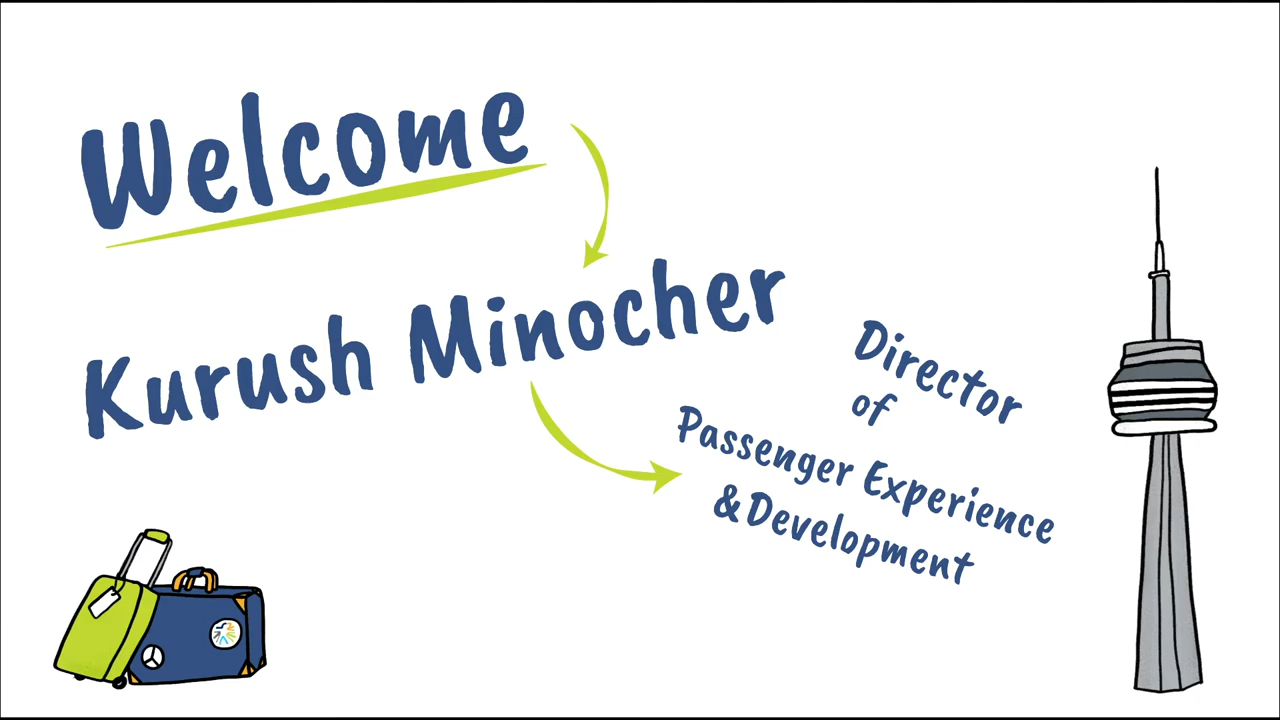 Welcome
Kurush Minocher
Director
of
Passenger Experience
&Development